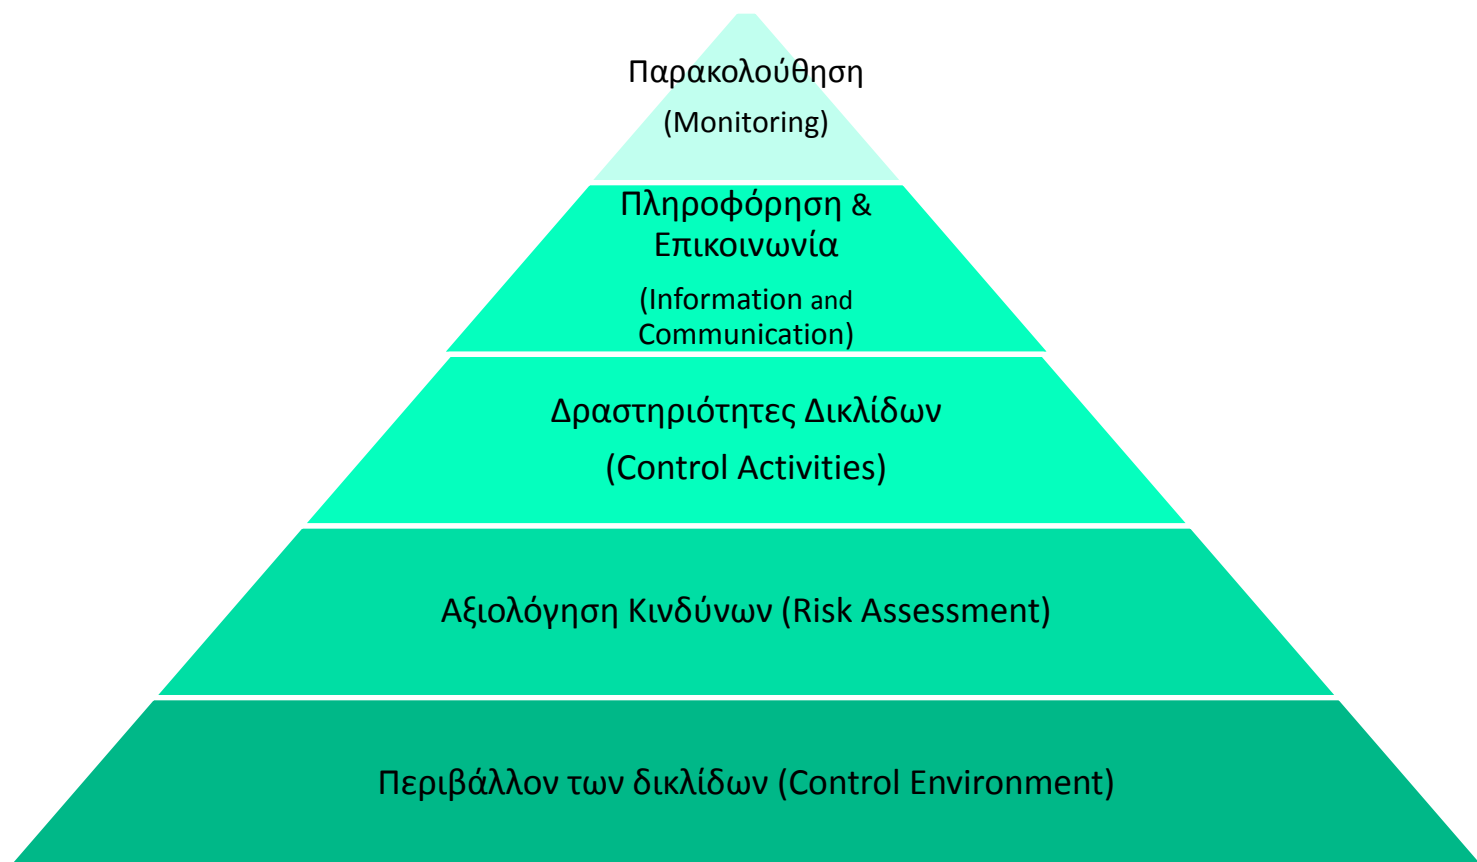 Παρακολούθηση
(Monitoring)
Πληροφόρηση &
Επικοινωνία
(Information and
Communication)
Δραστηριότητες Δικλίδων
(Control Activities)
Αξιολόγηση Κινδύνων (Risk Assessment)
Περιβάλλον των δικλίδων (Control Environment)